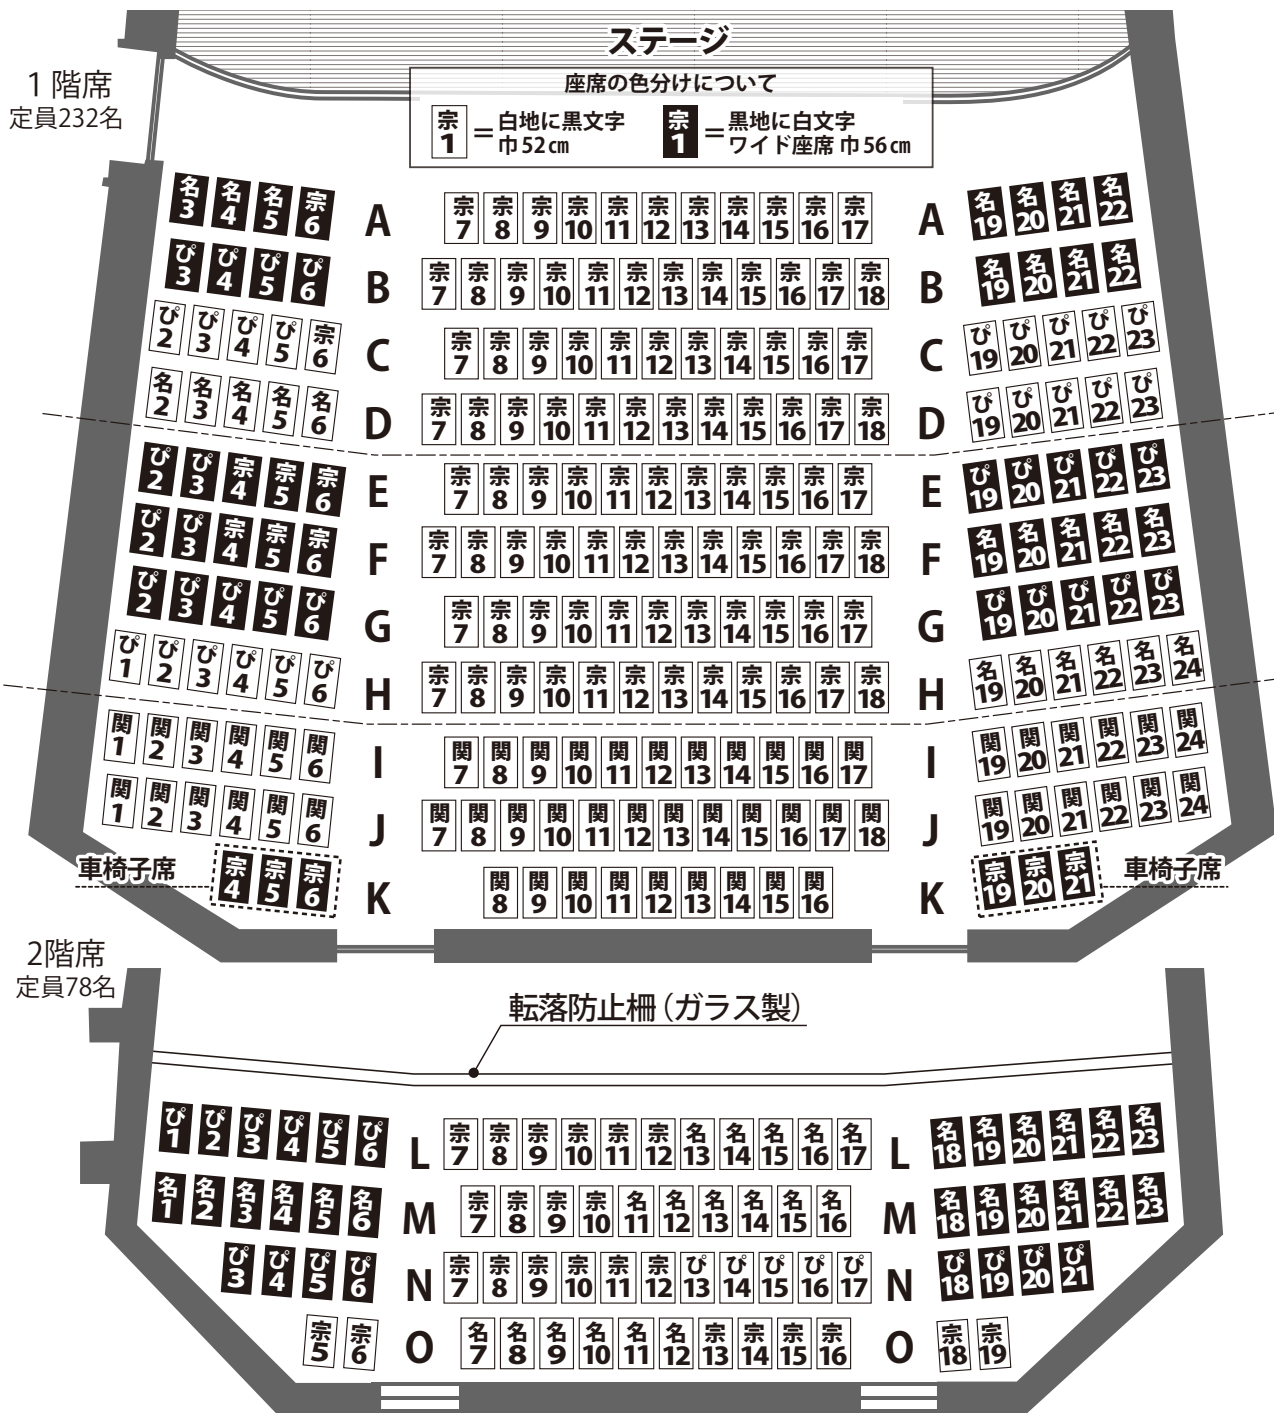 ステージ
1階席
定員232名
座席の色分けについて
宗1＝白地に黒文字 巾52㎝
宗1＝黒地に白文字 ワイド座席 巾56㎝
名3 名4 名5 宗6 A 宗7 宗8 宗9 宗10 宗11 宗12 宗13 宗14 宗15 宗16 宗17 A 名19 名20 名21 名22
ぴ3 ぴ4 ぴ5 ぴ6 B 宗7 宗8 宗9 宗10 宗11 宗12 宗13 宗14 宗15 宗16 宗17 宗18 B 名19 名20 名21 名22
ぴ2 ぴ3 ぴ4 ぴ5 宗6 C 宗7 宗8 宗9 宗10 宗11 宗12 宗13 宗14 宗15 宗16 宗17 C ぴ19 ぴ20 ぴ21 ぴ22 ぴ23
名2 名3 名4 名5 名6 D 宗7 宗8 宗9 宗10 宗11 宗12 宗13 宗14 宗15 宗16 宗17 宗18 D ぴ19 ぴ20 ぴ21 ぴ22 ぴ23
ぴ2 ぴ3 宗4 宗5 宗6 E 宗7 宗8 宗9 宗10 宗11 宗12 宗13 宗14 宗15 宗16 宗17 E ぴ19 ぴ20 ぴ21 ぴ22 ぴ23
ぴ2 ぴ3 宗4 宗5 宗6 F 宗7 宗8 宗9 宗10 宗11 宗12 宗13 宗14 宗15 宗16 宗17 宗18 F 名19 名20 名21 名22 名23
ぴ2 ぴ3 ぴ4 ぴ5 ぴ6 G 宗7 宗8 宗9 宗10 宗11 宗12 宗13 宗14 宗15 宗16 宗17 G ぴ19 ぴ20 ぴ21 ぴ22 ぴ23
ぴ1 ぴ2 ぴ3 ぴ4 ぴ5 ぴ6 H 宗7 宗8 宗9 宗10 宗11 宗12 宗13 宗14 宗15 宗16 宗17 宗18 H 名19 名20 名21 名22 名23 名24
関1 関2 関3 関4 関5 関6 I 関7 関8 関9 関10 関11 関12 関13 関14 関15 関16 関17 I 関19 関20 関21 関22 関23 関24
関1 関2 関3 関4 関5 関6 J 関7 関8 関9 関10 関11 関12 関13 関14 関15 関16 関17 関18 J 関19 関20 関21 関22 関23 関24
車椅子席 宗4 宗5 宗6 K 関8 関9 関10 関11 関12 関13 関14 関15 関16 K 宗19 宗20 宗21 車椅子席
2階席
定員78名
転落防止柵（ガラス製）
ぴ1 ぴ2 ぴ3 ぴ4 ぴ5 ぴ6 L 宗7 宗8 宗9 宗10 宗11 宗12 名13 名14 名15 名16 名17 L 名18 名19 名20 名21 名22 名23
名1 名2 名3 名4 名5 名6 M 宗7 宗8 宗9 宗10 名11 名12 名13 名14 名15 名16 M 名18 名19 名20 名21 名22 名23
ぴ3 ぴ4 ぴ5 ぴ6 N 宗7 宗8 宗9 宗10 宗11 宗12 ぴ13 ぴ14 ぴ15 ぴ16 ぴ17 N ぴ18 ぴ19 ぴ20 ぴ21
宗5 宗6 O 名7 名8 名9 名10 名11 名12 宗13 宗14 宗15 宗16 O 宗18 宗19